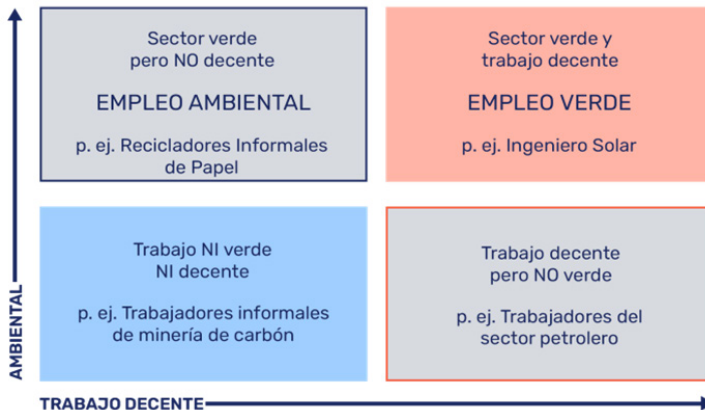 Sector verde
pero NO decente
EMPLEO AMBIENTAL
p. ej. Recicladores Informales
de Papel
Sector verde y
trabajo decente
EMPLEO VERDE
p. ej. Ingeniero Solar
Trabajo NI verde
NI decente
p. ej. Trabajadores informales
de minería de carbón
Trabajo decente
pero NO verde
p. ej. Trabajadores del
sector petrolero
AMBIENTAL
TRABAJO DECENTE